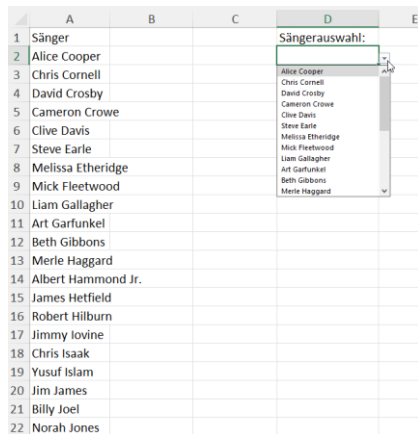 A B C D E
1 Sänger Sängerauswahl:
2 Alice Cooper
3 Chris Cornell Alice Cooper
4 David Crosby Chris Cornell
5 Cameron Crowe David Crosby
6 Clive Davis Cameron Crowe
7 Steve Earle Clive Davis
8 Melissa Etheridge Steve Earle
9 Mick Fleetwood Melissa Etheridge
10 Liam Gallagher Mick Fleetwood
11 Art Garfunkel Liam Gallagher
12 Beth Gibbons Art Garfunkel
13 Merle Haggard Beth Gibbons
14 Albert Hammond Jr. Merle Haggard
15 James Hetfield
16 Robert Hilburn
17 Jimmy Iovine
18 Chris Isaak
19 Yusuf Islam
20 Jim James
21 Billy Joel
22 Norah Jones